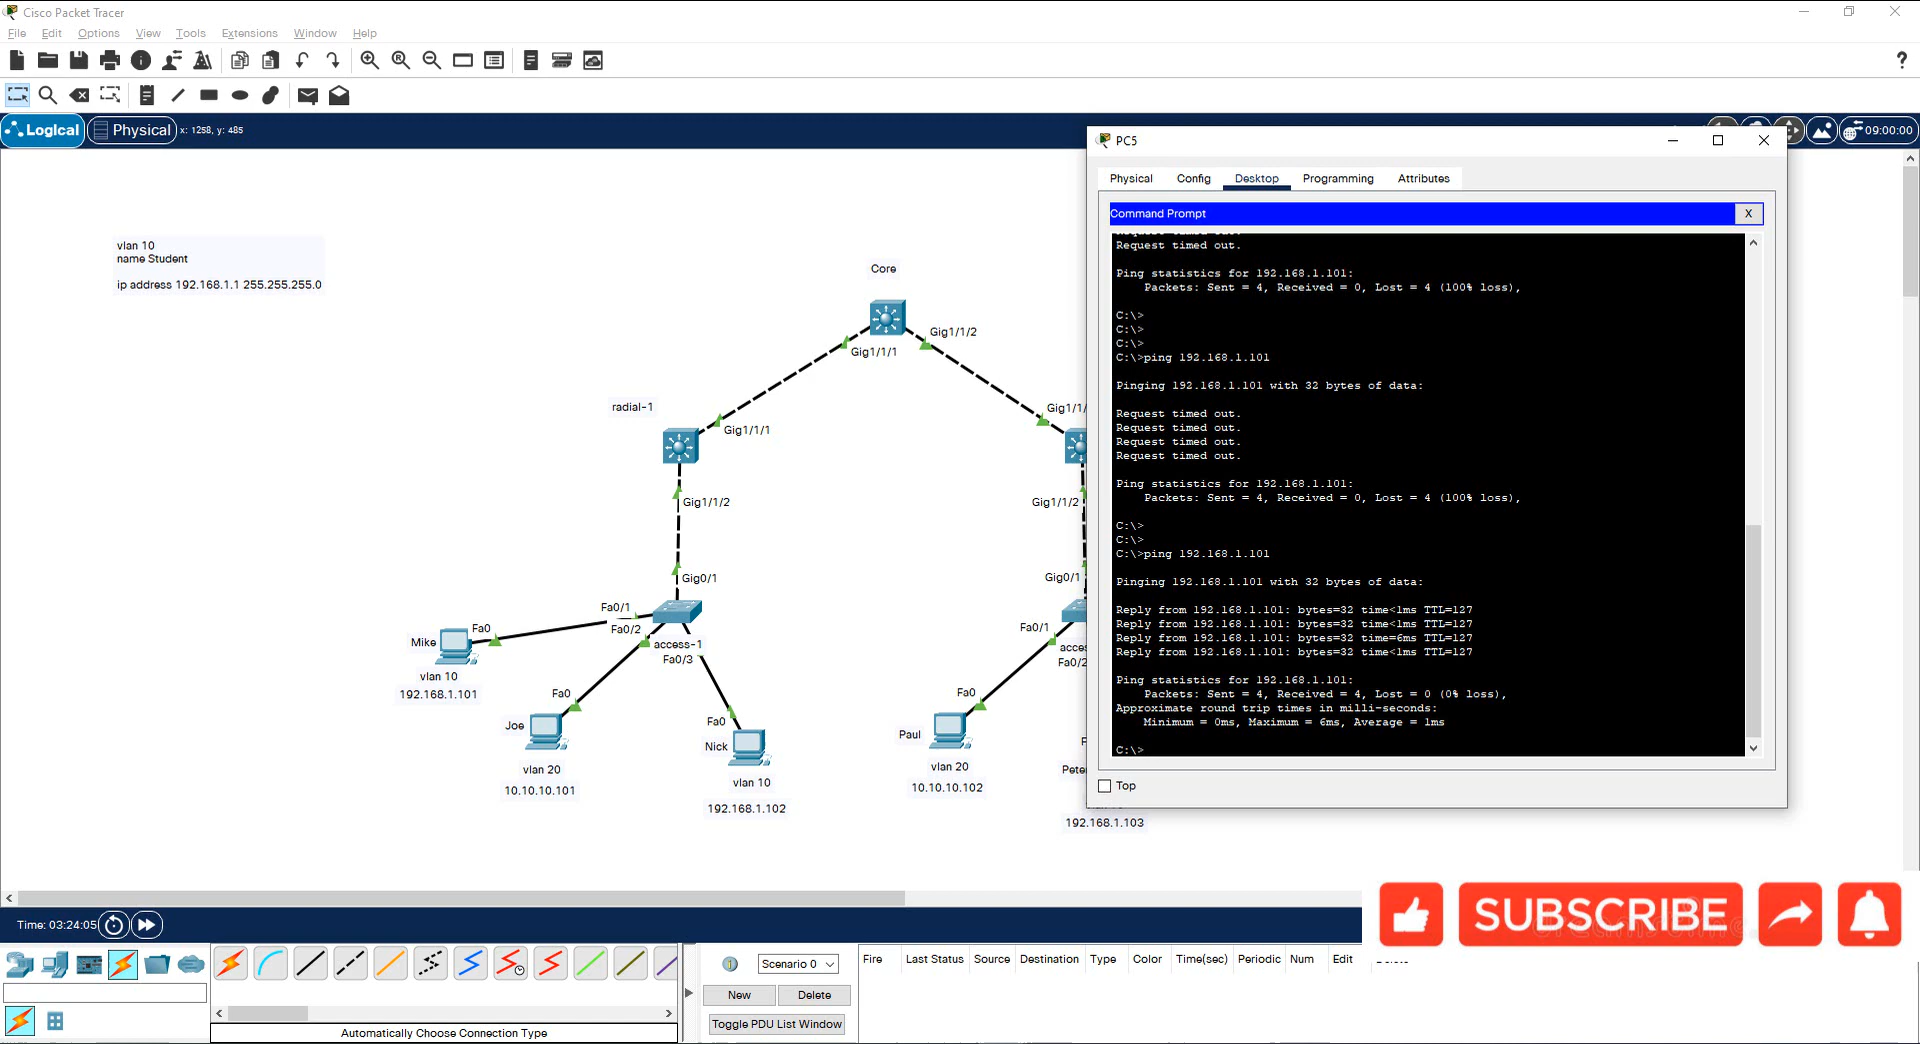 Cisco Packet Tracer
File Edit Options View Tools Extensions Window Help
?
Logical Physical x: 1258, y: 485
09:00:00
vlan 10
name Student
ip address 192.168.1.1 255.255.255.0
Core
Gig1/1/2
Gig1/1/1
radial-1
Gig1/1/1
Gig1/1/2
Gig0/1
Fa0/1
Fa0/2
access-1
Fa0/3
Mike
Fa0
vlan 10
192.168.1.101
Joe
Fa0
vlan 20
10.10.10.101
Nick
Fa0
vlan 10
192.168.1.102
Gig1/1/
Gig1/1/2
Gig0/1
Fa0/1
acces
Fa0/2
Paul
Fa0
vlan 20
10.10.10.102
F
Peter
192.168.1.103
PC5
Physical Config Desktop Programming Attributes
Command Prompt
X
Request timed out.
Ping statistics for 192.168.1.101:
Packets: Sent = 4, Received = 0, Lost = 4 (100% loss),
C:\>
C:\>
C:\>
C:\>ping 192.168.1.101
Pinging 192.168.1.101 with 32 bytes of data:
Request timed out.
Request timed out.
Request timed out.
Request timed out.
Ping statistics for 192.168.1.101:
Packets: Sent = 4, Received = 0, Lost = 4 (100% loss),
C:\>
C:\>
C:\>ping 192.168.1.101
Pinging 192.168.1.101 with 32 bytes of data:
Reply from 192.168.1.101: bytes=32 time<1ms TTL=127
Reply from 192.168.1.101: bytes=32 time<1ms TTL=127
Reply from 192.168.1.101: bytes=32 time=6ms TTL=127
Reply from 192.168.1.101: bytes=32 time<1ms TTL=127
Ping statistics for 192.168.1.101:
Packets: Sent = 4, Received = 4, Lost = 0 (0% loss),
Approximate round trip times in milli-seconds:
Minimum = 0ms, Maximum = 6ms, Average = 1ms
C:\>
Top
SUBSCRIBE
Time: 03:24:05
Scenario 0
New Delete
Toggle PDU List Window
Fire Last Status Source Destination Type Color Time(sec) Periodic Num Edit
Automatically Choose Connection Type